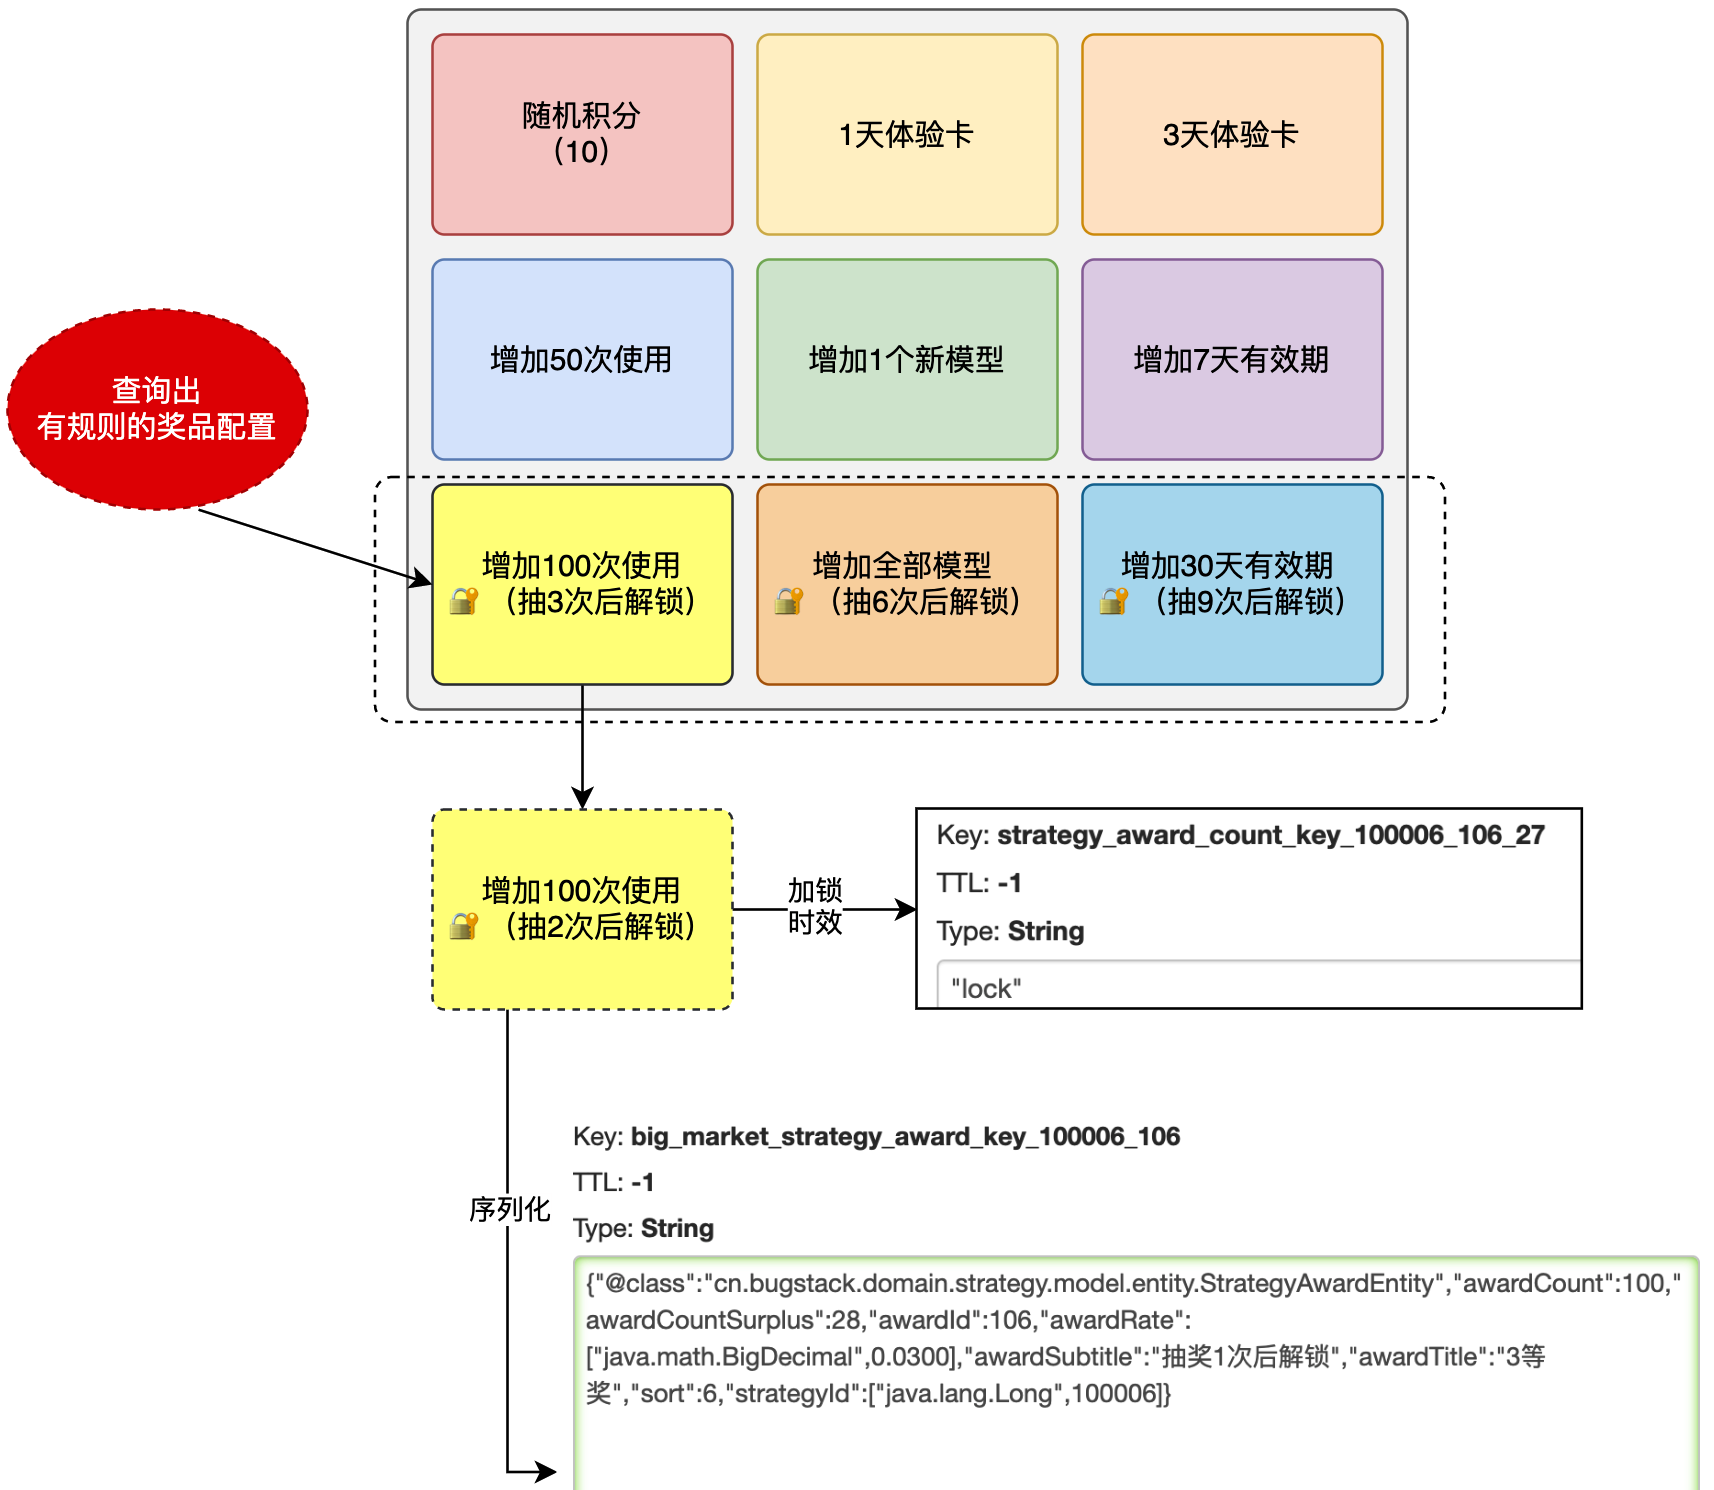 随机积分
（10）
1天体验卡
3天体验卡
增加50次使用
增加1个新模型
增加7天有效期
查询出
有规则的奖品配置
增加100次使用
🔐（抽3次后解锁）
增加全部模型
🔐（抽6次后解锁）
增加30天有效期
🔐（抽9次后解锁）
增加100次使用
🔐（抽2次后解锁）
加锁
时效
Key: strategy_award_count_key_100006_106_27
TTL: -1
Type: String
"lock"
Key: big_market_strategy_award_key_100006_106
TTL: -1
Type: String
序列化
{"@class":"cn.bugstack.domain.strategy.model.entity.StrategyAwardEntity","awardCount":100,"
awardCountSurplus":28,"awardId":106,"awardRate":
["java.math.BigDecimal",0.0300],"awardSubtitle":"抽奖1次后解锁","awardTitle":"3等
奖","sort":6,"strategyId":["java.lang.Long",100006]}